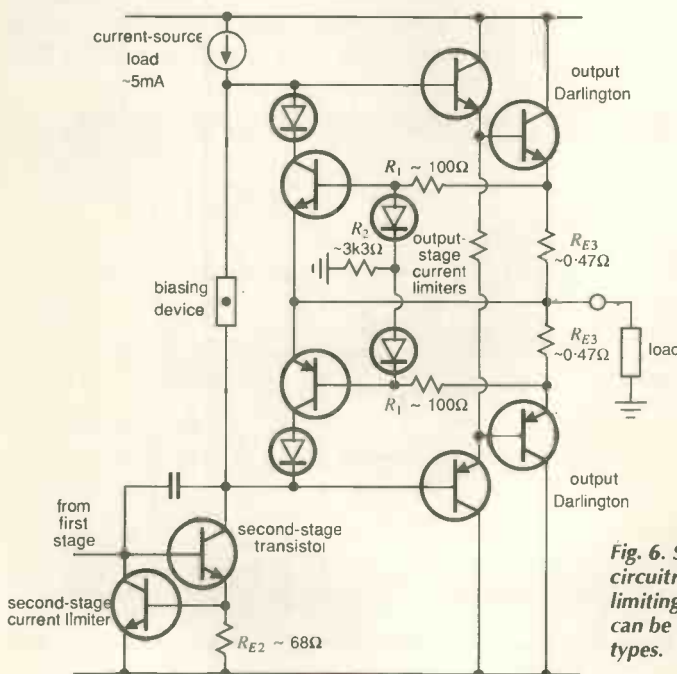 current-source
load
~5mA
output
Darlington
R1 ~ 100Ω
R2
~3k3Ω
output-
stage
current
limiters
RE3
~0·47Ω
biasing
device
load
RE3
~0·47Ω
R1 ~ 100Ω
from
first
stage
second-stage
transistor
output
Darlington
second-stage
current limiter
RE2 ~ 68Ω
Fig. 6. S
circuitr
limiting
can be
types.